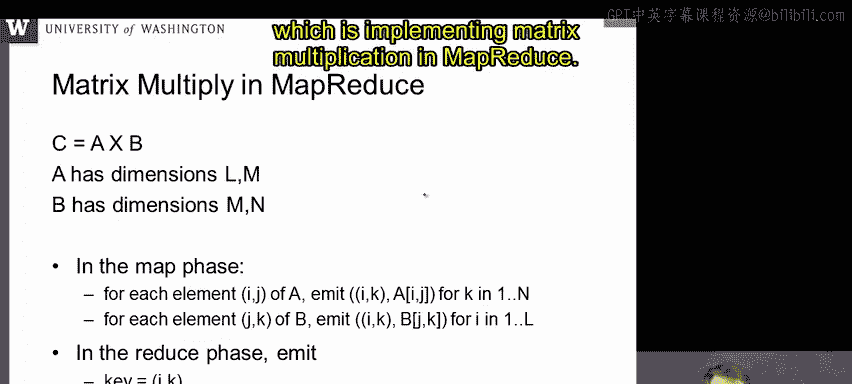 GPT中英字幕课程资源@bilibili.com
W UNIVERSITY of WASHINGTON
which is implementing matrix
multiplication in MapReduce.
Matrix Multiply in MapReduce
C = A X B
A has dimensions L,M
B has dimensions M,N
• In the map phase:
– for each element (i,j) of A, emit ((i,k), A[i,j]) for k in 1..N
– for each element (j,k) of B, emit ((i,k), B[j,k]) for i in 1..L
• In the reduce phase, emit
– key = (i,k)